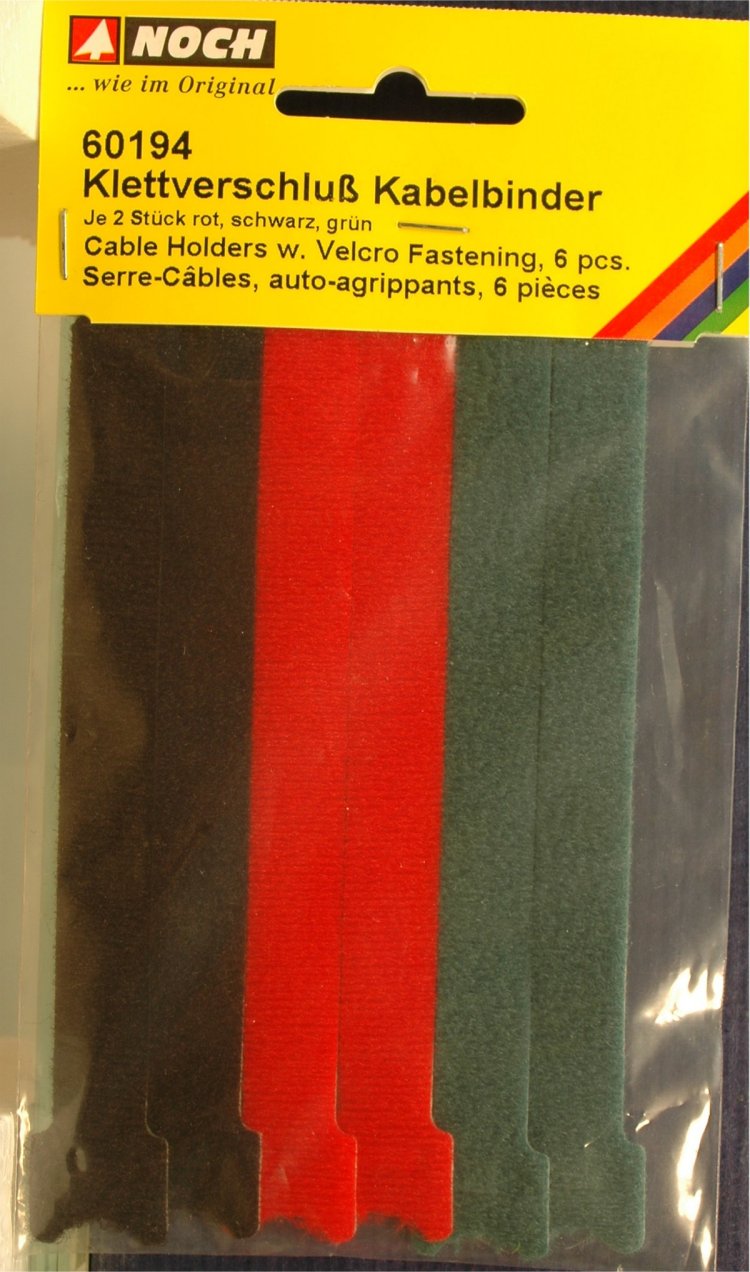 NOCH
... wie im Original
60194
Klettverschluß Kabelbinder
Je 2 Stück rot, schwarz, grün
Cable Holders w. Velcro Fastening, 6 pcs.
Serre-Câbles, auto-agrippants, 6 pièces